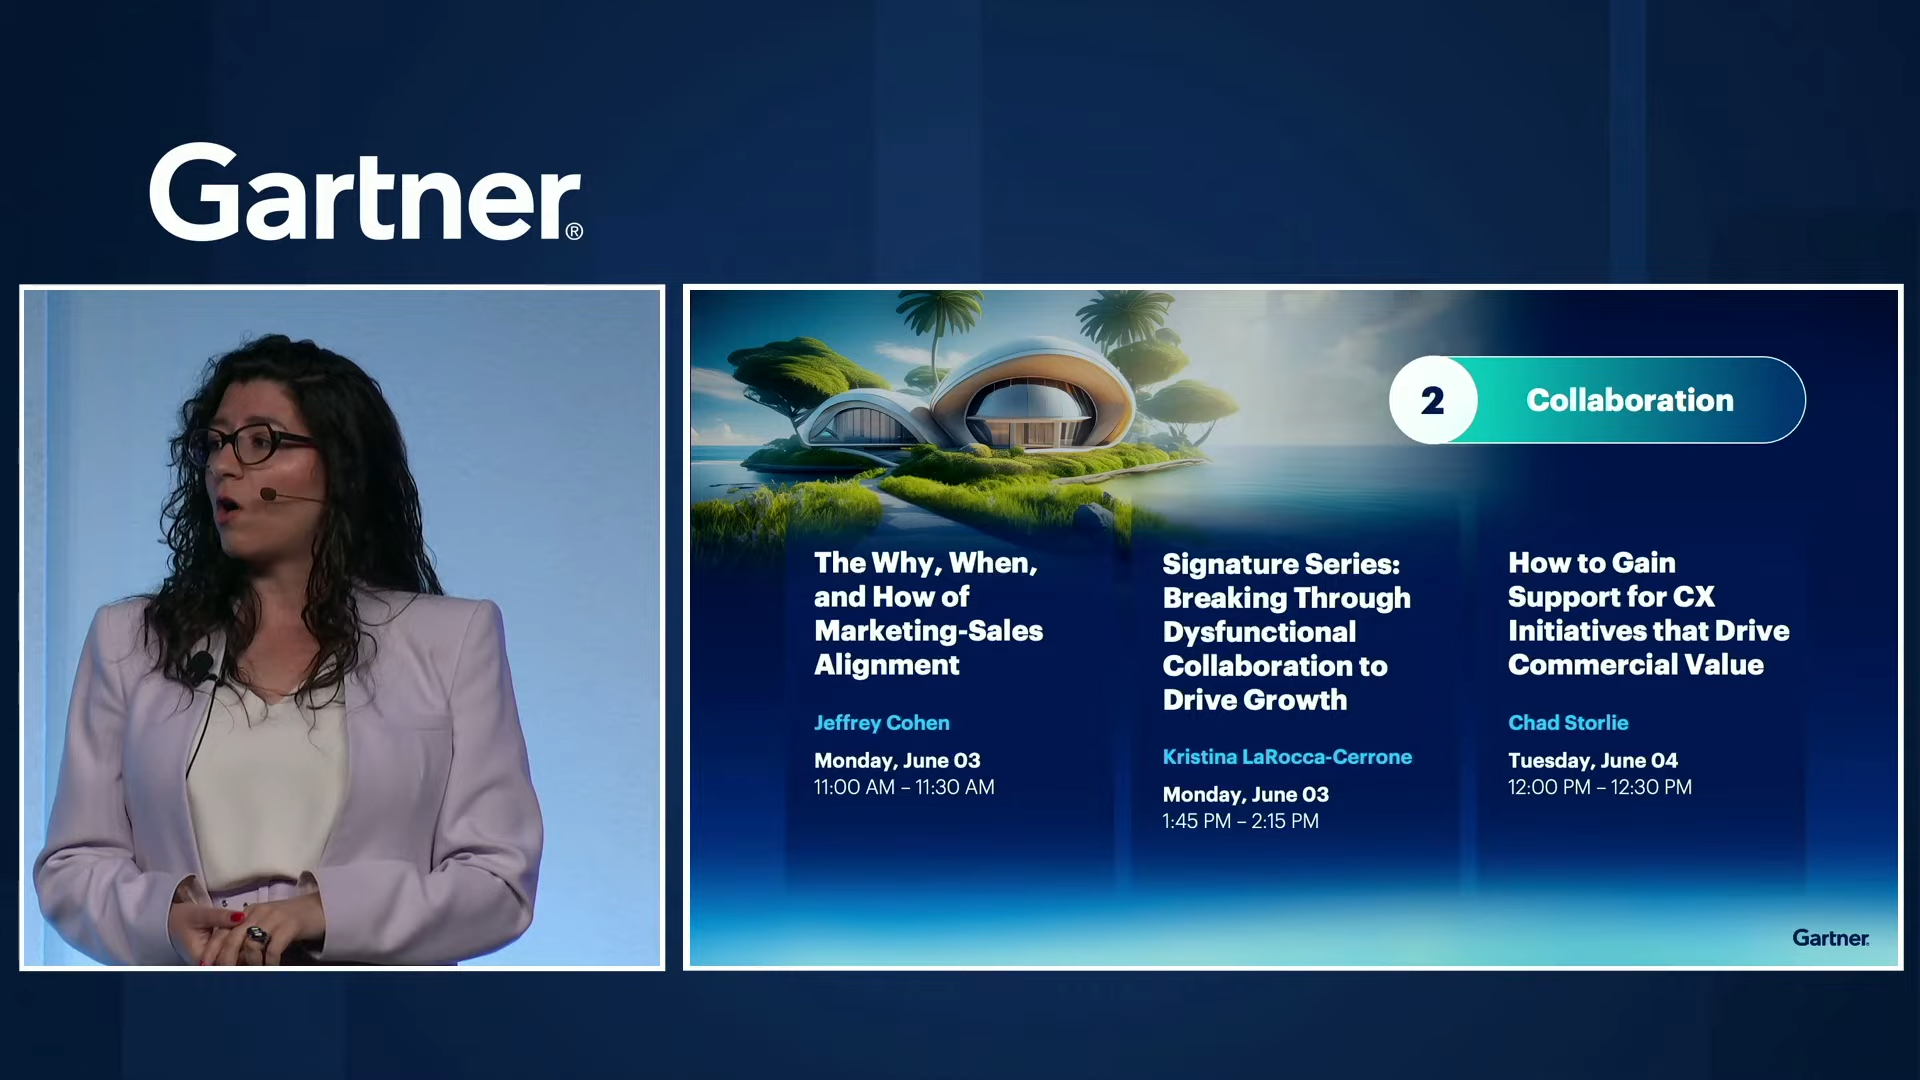 Gartner®
2 Collaboration
The Why, When,
and How of
Marketing-Sales
Alignment
Jeffrey Cohen
Monday, June 03
11:00 AM – 11:30 AM
Signature Series:
Breaking Through
Dysfunctional
Collaboration to
Drive Growth
Kristina LaRocca-Cerrone
Monday, June 03
1:45 PM – 2:15 PM
How to Gain
Support for CX
Initiatives that Drive
Commercial Value
Chad Storlie
Tuesday, June 04
12:00 PM – 12:30 PM
Gartner